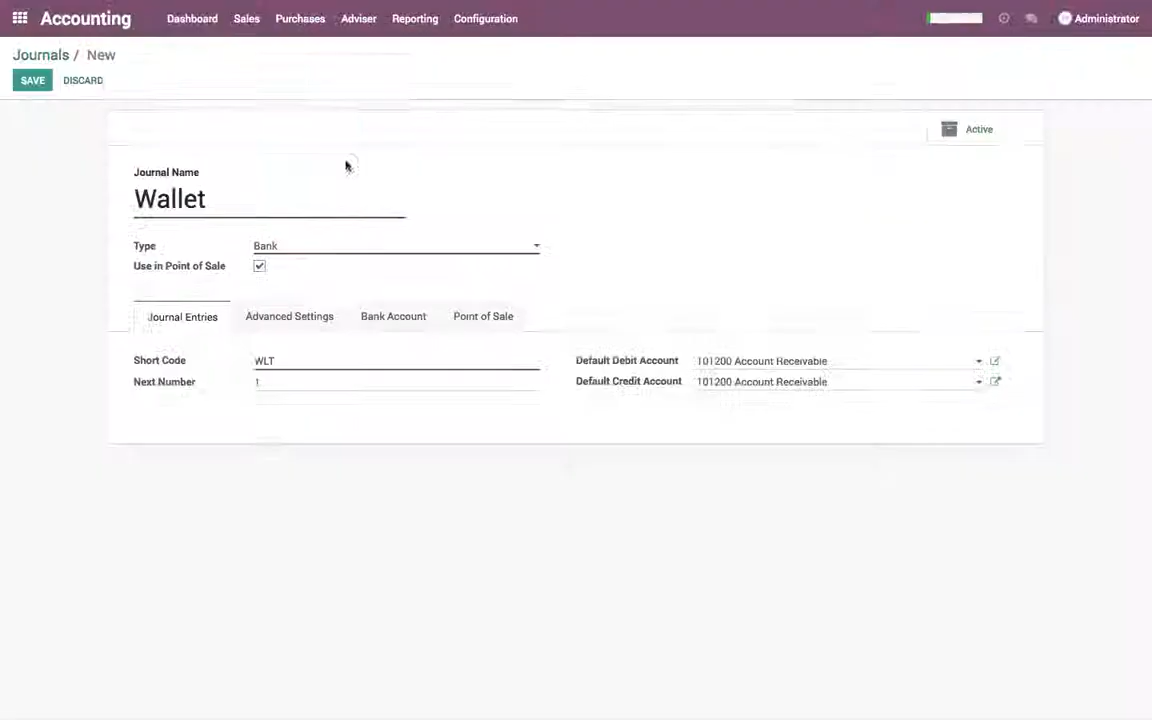 Accounting Dashboard Sales Purchases Adviser Reporting Configuration Administrator
Journals / New
SAVE DISCARD
Active
Journal Name
Wallet
Type Bank
Use in Point of Sale
Journal Entries Advanced Settings Bank Account Point of Sale
Short Code WLT Default Debit Account 101200 Account Receivable
Next Number 1 Default Credit Account 101200 Account Receivable